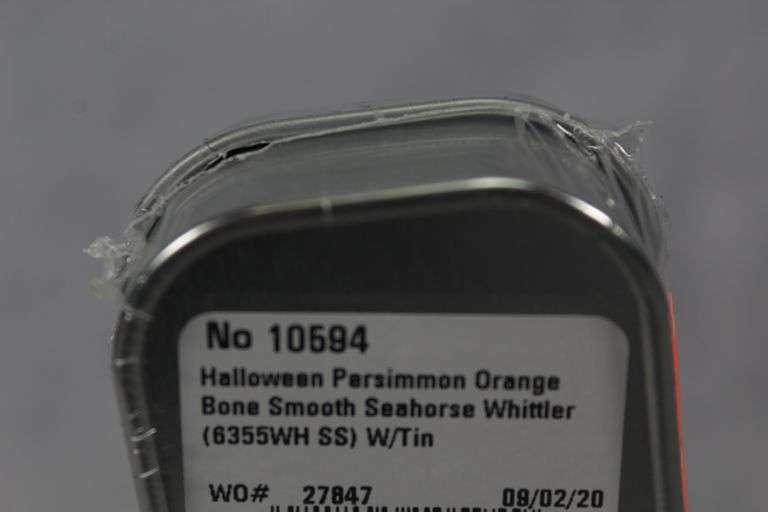 No 10594
Halloween Persimmon Orange
Bone Smooth Seahorse Whittler
(6355WH SS) W/Tin
WO# 27847 09/02/20